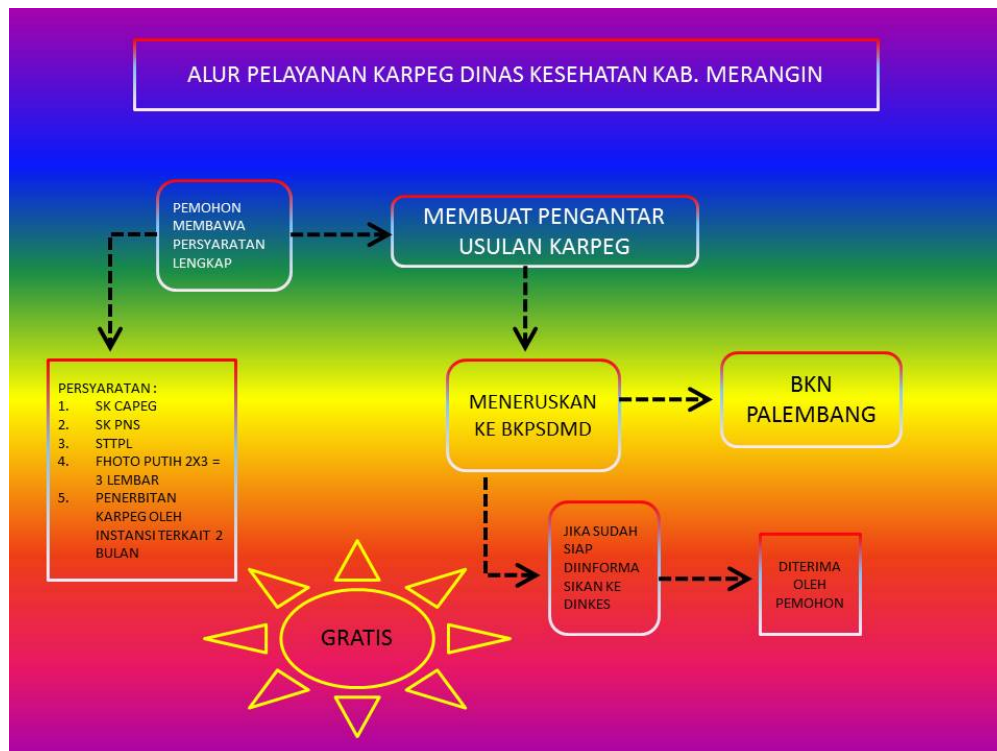 ALUR PELAYANAN KARPEG DINAS KESEHATAN KAB. MERANGIN
PEMOHON
MEMBAWA
PERSYARATAN
LENGKAP
MEMBUAT PENGANTAR
USULAN KARPEG
PERSYARATAN :
1. SK CAPEG
2. SK PNS
3. STTPL
4. FHOTO PUTIH 2X3 =
3 LEMBAR
5. PENERBITAN
KARPEG OLEH
INSTANSI TERKAIT 2
BULAN
MENERUSKAN
KE BKPSDMD
BKN
PALEMBANG
JIKA SUDAH
SIAP
DIINFORMA
SIKAN KE
DINKES
DITERIMA
OLEH
PEMOHON
GRATIS